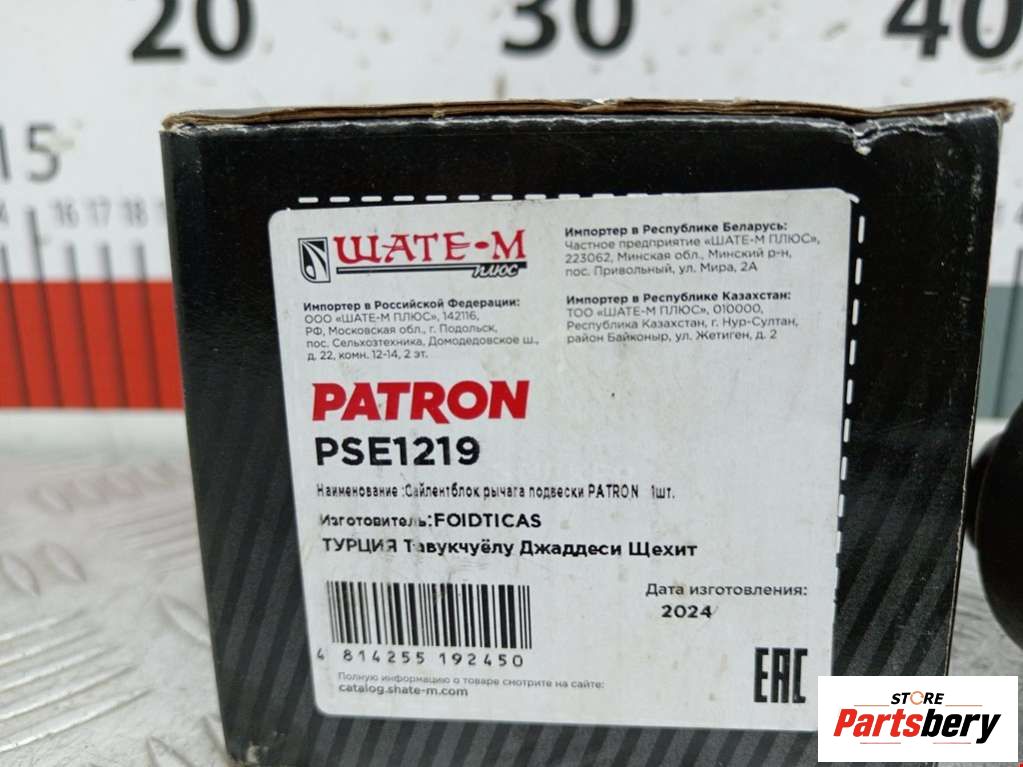 20 30 40
15
16 17 18
ШАТЕ-М
плюс
Импортер в Российской Федерации:
ООО «ШАТЕ-М ПЛЮС», 142116,
РФ, Московская обл., г. Подольск,
пос. Сельхозтехника, Домодедовское ш.,
д. 22, комн. 12-14, 2 эт.
Импортер в Республике Беларусь:
Частное предприятие «ШАТЕ-М ПЛЮС»,
223062, Минская обл., Минский р-н,
пос. Привольный, ул. Мира, 2А
Импортер в Республике Казахстан:
ТОО «ШАТЕ-М ПЛЮС», 010000,
Республика Казахстан, г. Нур-Султан,
район Байконыр, ул. Жетиген, д. 2
PATRON
PSE1219
Наименование :Сайлентблок рычага подвески PATRON 1шт.
Изготовитель:FOIDTICAS
ТУРЦИЯ Тавукчуёлу Джаддеси Щехит
4 814255 192450
Дата изготовления:
2024
Полную информацию о товаре смотрите на сайте:
catalog.shate-m.com
EAC
STORE
Partsbery